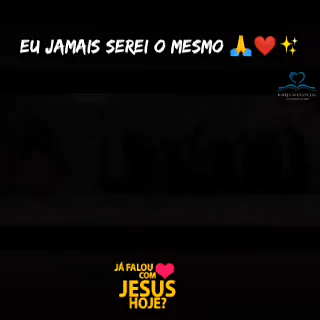 EU JAMAIS SEREI O MESMO 🙏❤️✨
JÁ FALOU
COM
JESUS
HOJE?